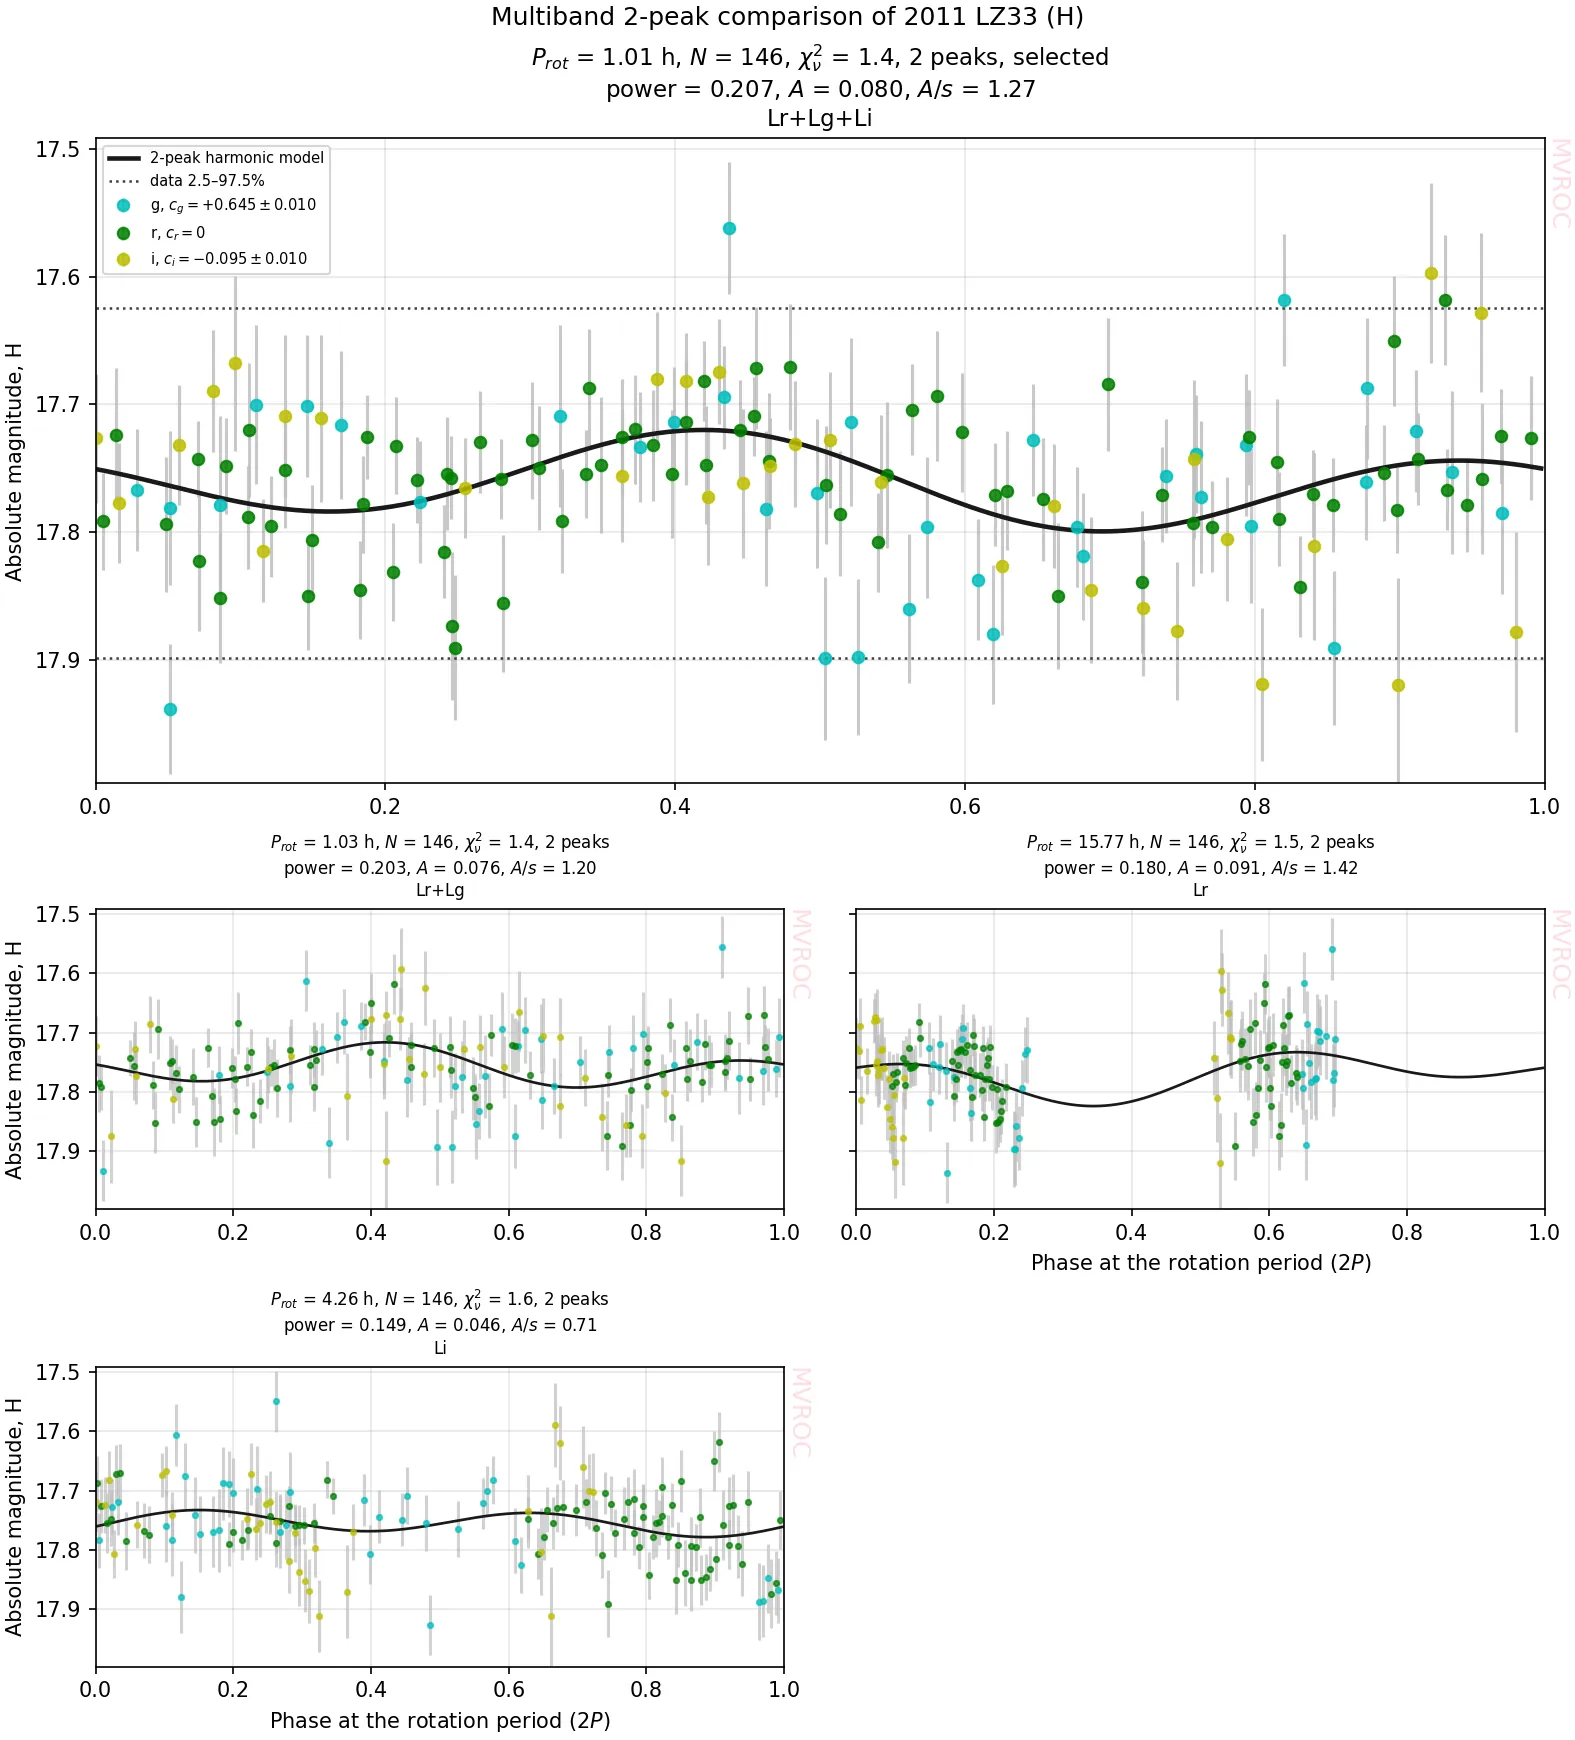 Multiband 2-peak comparison of 2011 LZ33 (H)
P_rot = 1.01 h, N = 146, χ²_ν = 1.4, 2 peaks, selected
power = 0.207, A = 0.080, A/s = 1.27
Lr+Lg+Li
17.5
17.6
17.7
17.8
17.9
Absolute magnitude, H
2-peak harmonic model
data 2.5–97.5%
g, c_g = +0.645 ± 0.010
r, c_r = 0
i, c_i = −0.095 ± 0.010
MVROC
0.0 0.2 0.4 0.6 0.8 1.0
P_rot = 1.03 h, N = 146, χ²_ν = 1.4, 2 peaks
power = 0.203, A = 0.076, A/s = 1.20
Lr+Lg
17.5
17.6
17.7
17.8
17.9
Absolute magnitude, H
MVROC
0.0 0.2 0.4 0.6 0.8 1.0
P_rot = 15.77 h, N = 146, χ²_ν = 1.5, 2 peaks
power = 0.180, A = 0.091, A/s = 1.42
Lr
MVROC
0.0 0.2 0.4 0.6 0.8 1.0
Phase at the rotation period (2P)
P_rot = 4.26 h, N = 146, χ²_ν = 1.6, 2 peaks
power = 0.149, A = 0.046, A/s = 0.71
Li
17.5
17.6
17.7
17.8
17.9
Absolute magnitude, H
MVROC
0.0 0.2 0.4 0.6 0.8 1.0
Phase at the rotation period (2P)